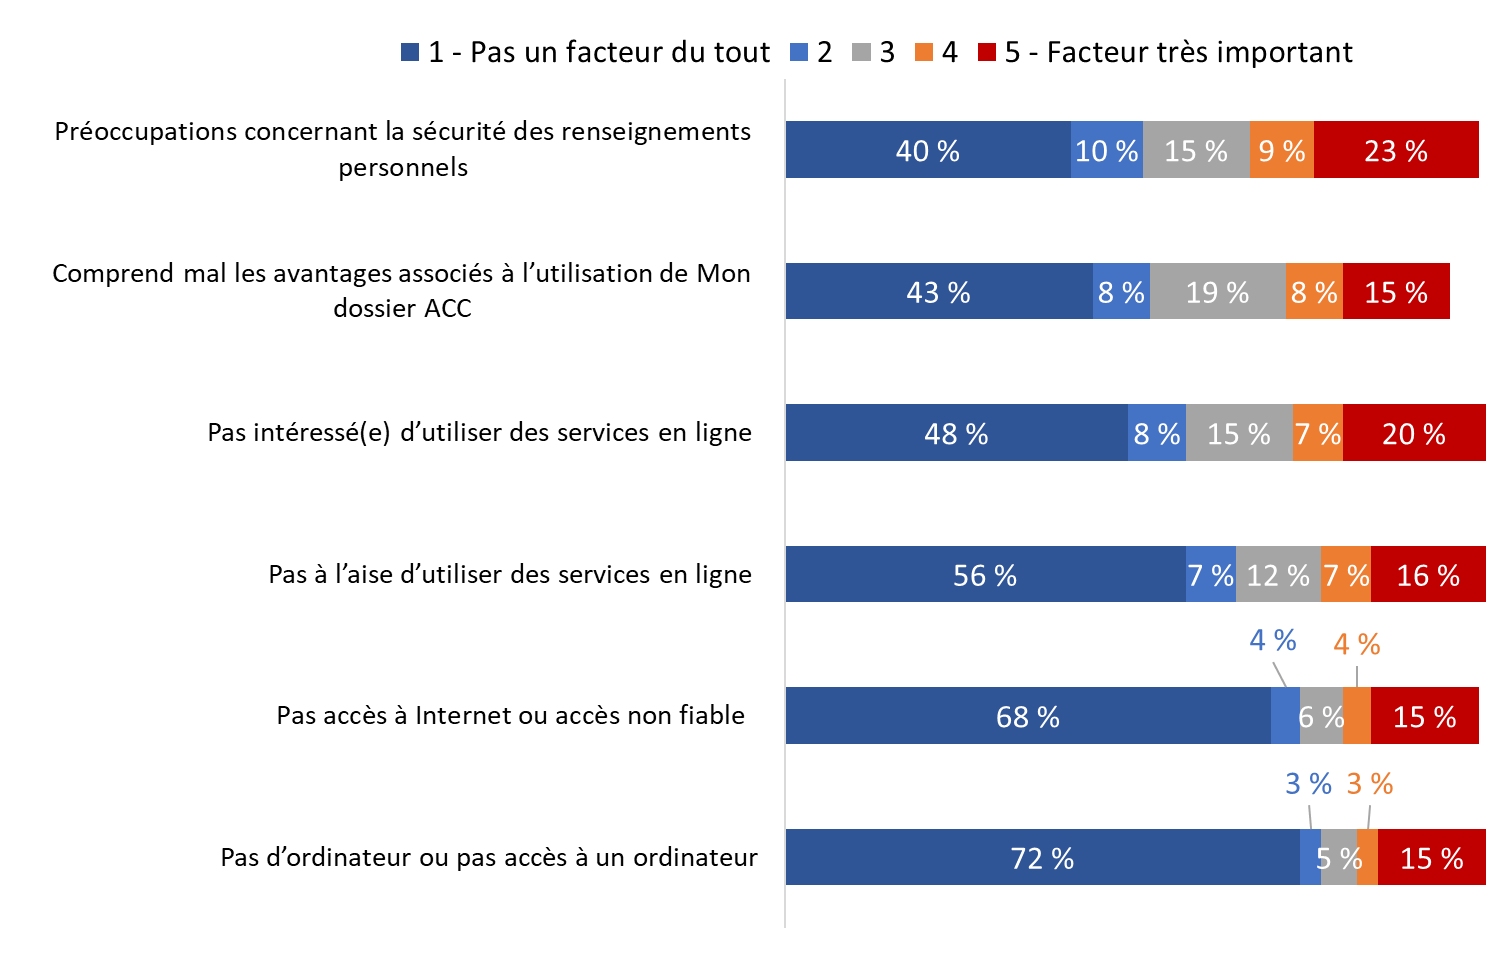 1 - Pas un facteur du tout 2 3 4 5 - Facteur très important
Préoccupations concernant la sécurité des renseignements
personnels
40 % 10 % 15 % 9 % 23 %
Comprend mal les avantages associés à l’utilisation de Mon
dossier ACC
43 % 8 % 19 % 8 % 15 %
Pas intéressé(e) d’utiliser des services en ligne
48 % 8 % 15 % 7 % 20 %
Pas à l’aise d’utiliser des services en ligne
56 % 7 % 12 % 7 % 16 %
4 % 4 %
Pas accès à Internet ou accès non fiable
68 % 6 % 15 %
3 % 3 %
Pas d’ordinateur ou pas accès à un ordinateur
72 % 5 % 15 %